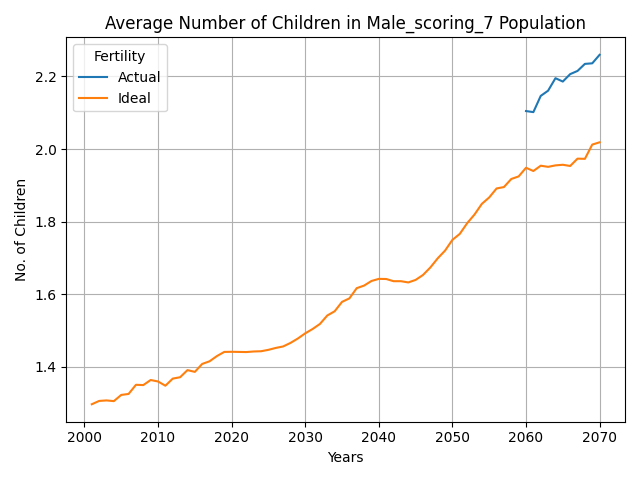 Average Number of Children in Male_scoring_7 Population
Fertility
Actual
Ideal
2.2
2.0
1.8
1.6
1.4
No. of Children
2000 2010 2020 2030 2040 2050 2060 2070
Years